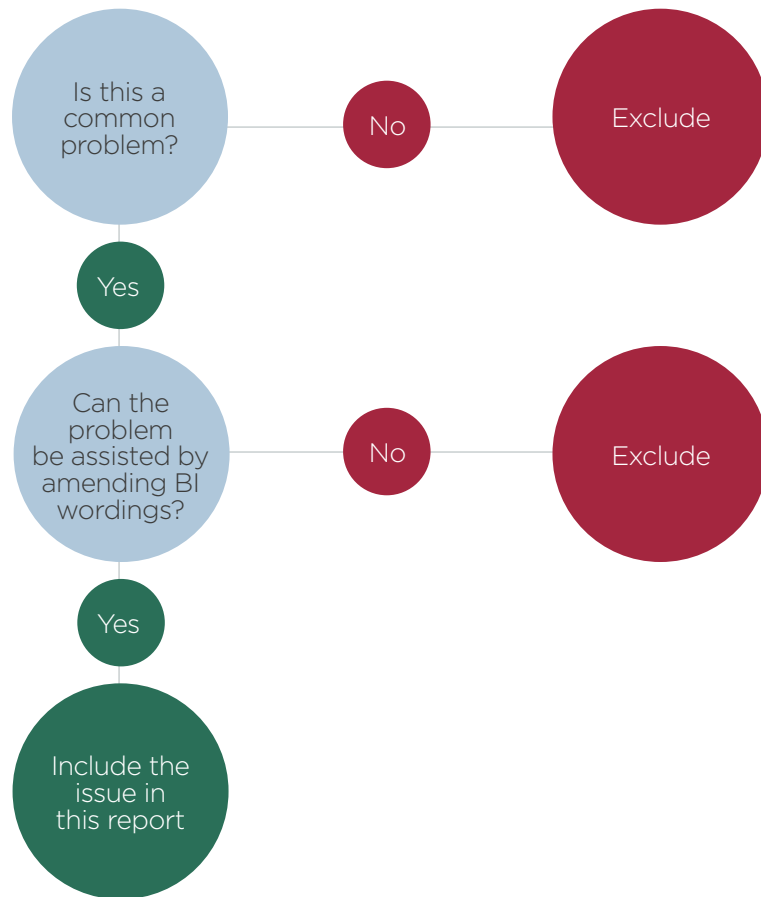 Is this a
common
problem?
No
Exclude
Yes
Can the
problem
be assisted by
amending BI
wordings?
No
Exclude
Yes
Include the
issue in
this report